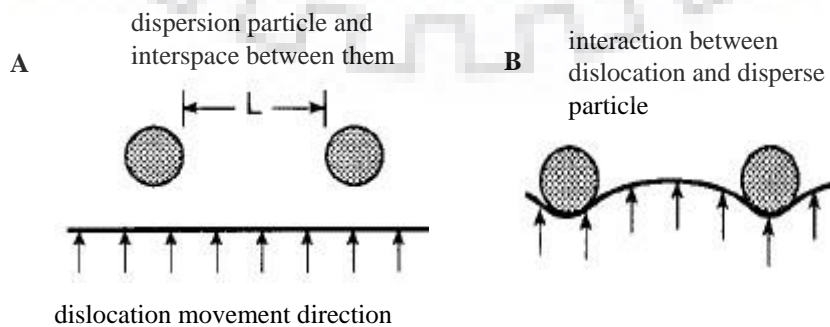 A
dispersion particle and
interspace between them
L
dislocation movement direction
B
interaction between
dislocation and disperse
particle